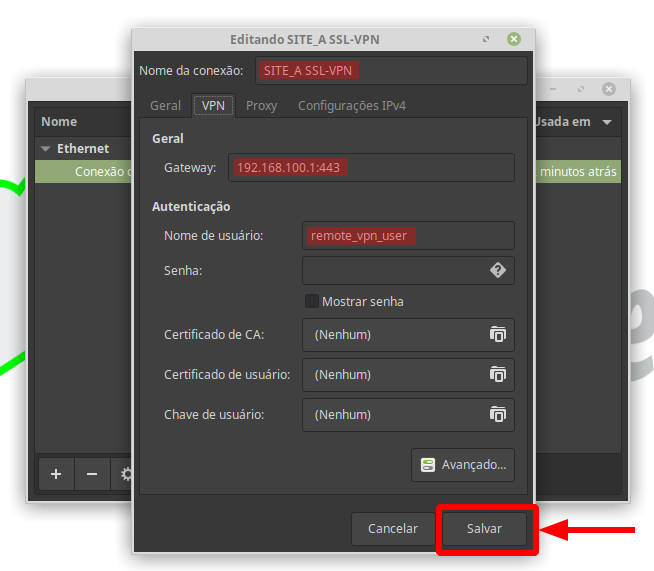 Editando SITE_A SSL-VPN
Nome da conexão: SITE_A SSL-VPN
Geral VPN Proxy Configurações IPv4
Geral
Gateway: 192.168.100.1:443
Autenticação
Nome de usuário: remote_vpn_user
Senha:
Mostrar senha
Certificado de CA: (Nenhum)
Certificado de usuário: (Nenhum)
Chave de usuário: (Nenhum)
Avançado...
Cancelar Salvar
Nome
Usada em
Ethernet
Conexão
minutos atrás